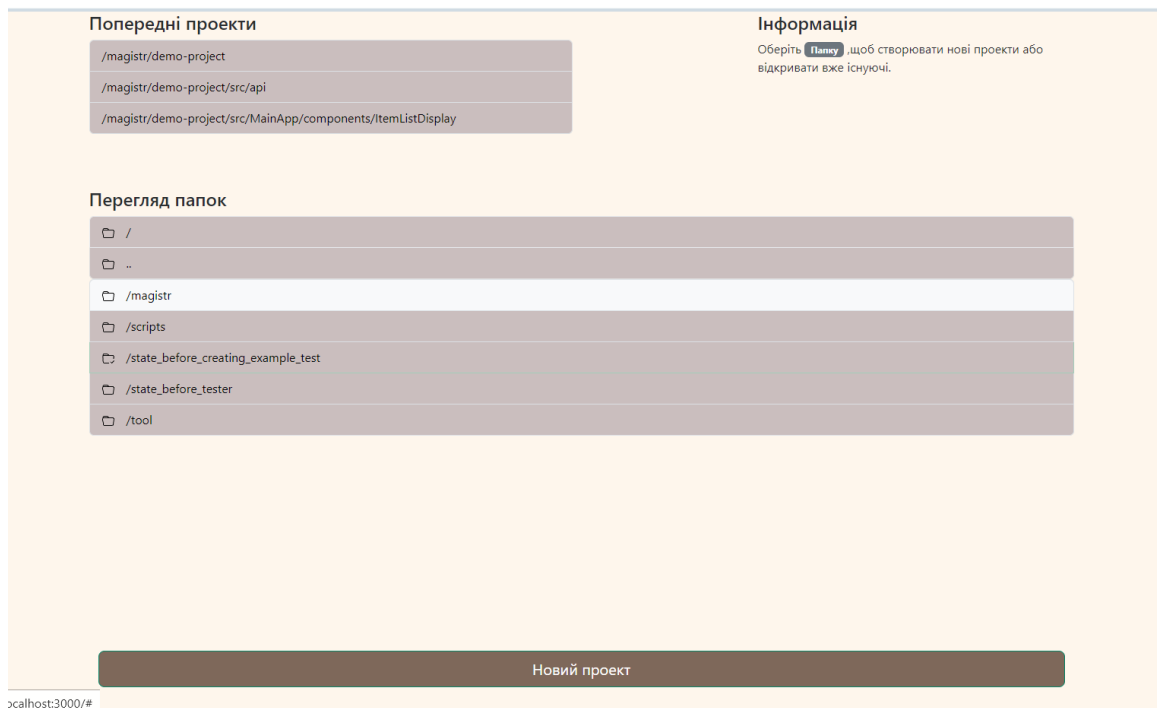 Попередні проекти
/magistr/demo-project
/magistr/demo-project/src/api
/magistr/demo-project/src/MainApp/components/ItemListDisplay
Інформація
Оберіть Папку ,щоб створювати нові проекти або
відкривати вже існуючі.
Перегляд папок
/
..
/magistr
/scripts
/state_before_creating_example_test
/state_before_tester
/tool
Новий проект
ocalhost:3000/#